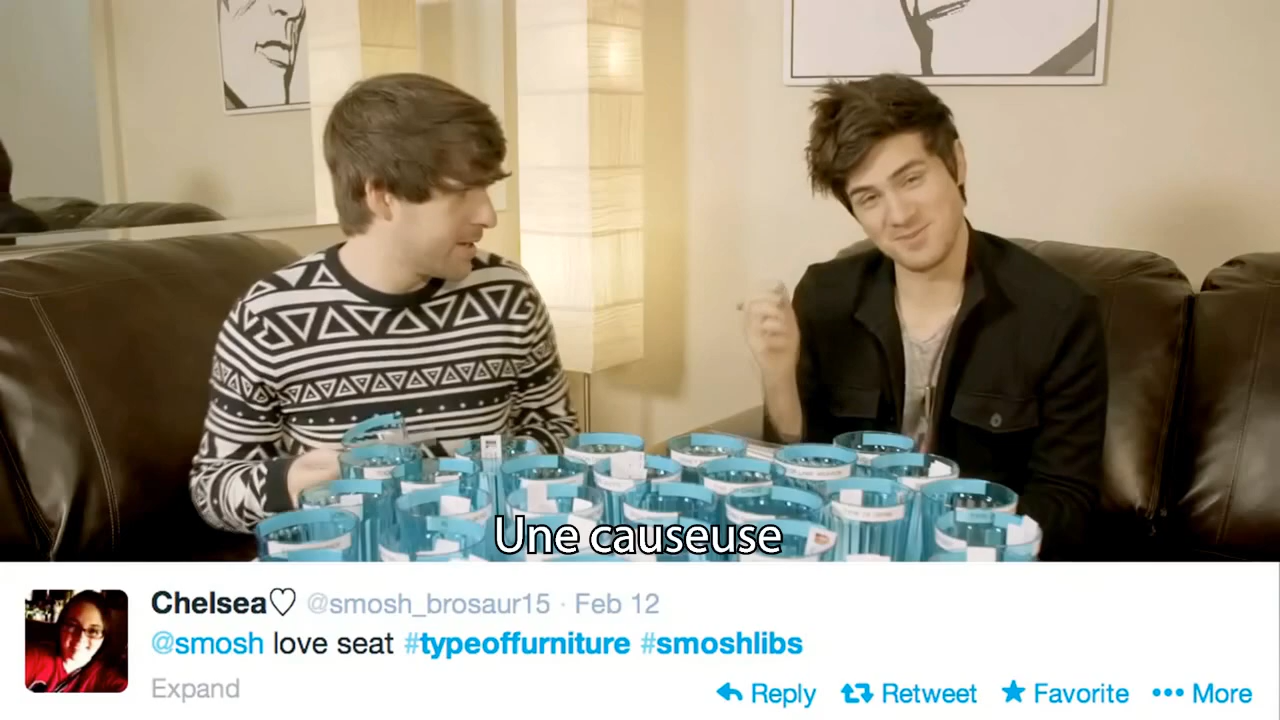 Une causeuse
Chelsea♡ @smosh_brosaur15 · Feb 12
@smosh love seat #typeoffurniture #smoshlibs
Expand
Reply Retweet Favorite More